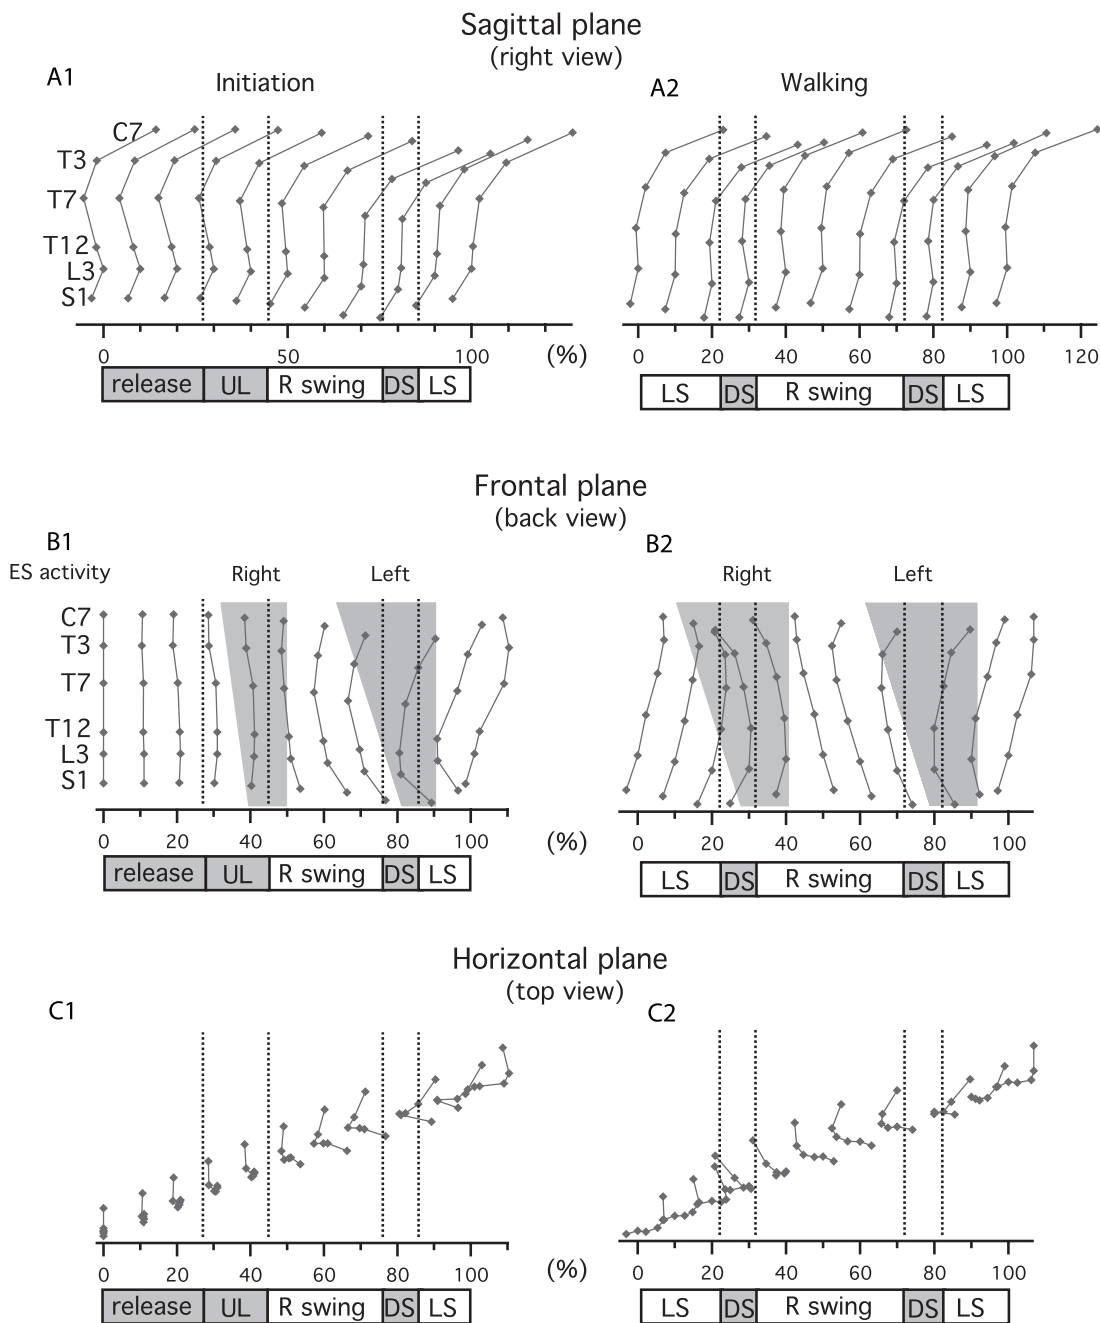 Sagittal plane
(right view)
A1
Initiation
A2
Walking
C7
T3
T7
T12
L3
S1
0 50 100 (%)
release UL R swing DS LS
0 20 40 60 80 100 120
LS DS R swing DS LS
Frontal plane
(back view)
B1
B2
ES activity Right Left
Right Left
C7
T3
T7
T12
L3
S1
0 20 40 60 80 100 (%)
release UL R swing DS LS
0 20 40 60 80 100
LS DS R swing DS LS
Horizontal plane
(top view)
C1
C2
0 20 40 60 80 100 (%)
release UL R swing DS LS
0 20 40 60 80 100
LS DS R swing DS LS